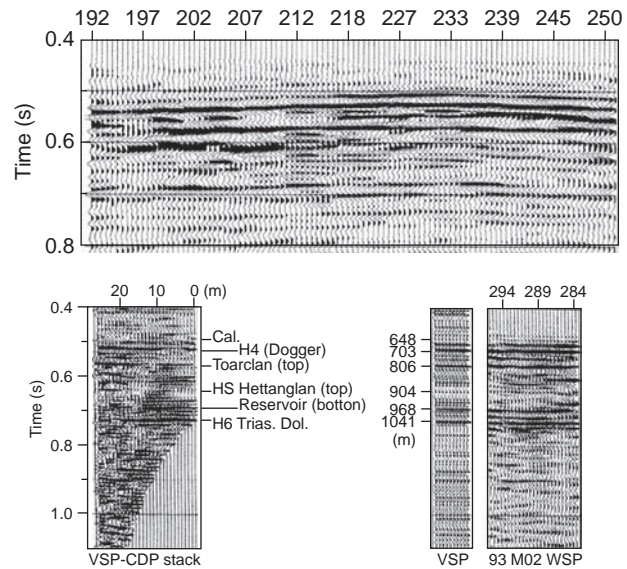 192 197 202 207 212 218 227 233 239 245 250
0.4
0.6
0.8
Time (s)
20 10 0 (m)
294 289 284
0.4
0.6
0.8
1.0
Time (s)
Cal.
H4 (Dogger)
Toarclan (top)
HS Hettanglan (top)
Reservoir (botton)
H6 Trias. Dol.
648
703
806
904
968
1041
(m)
VSP-CDP stack
VSP
93 M02 WSP